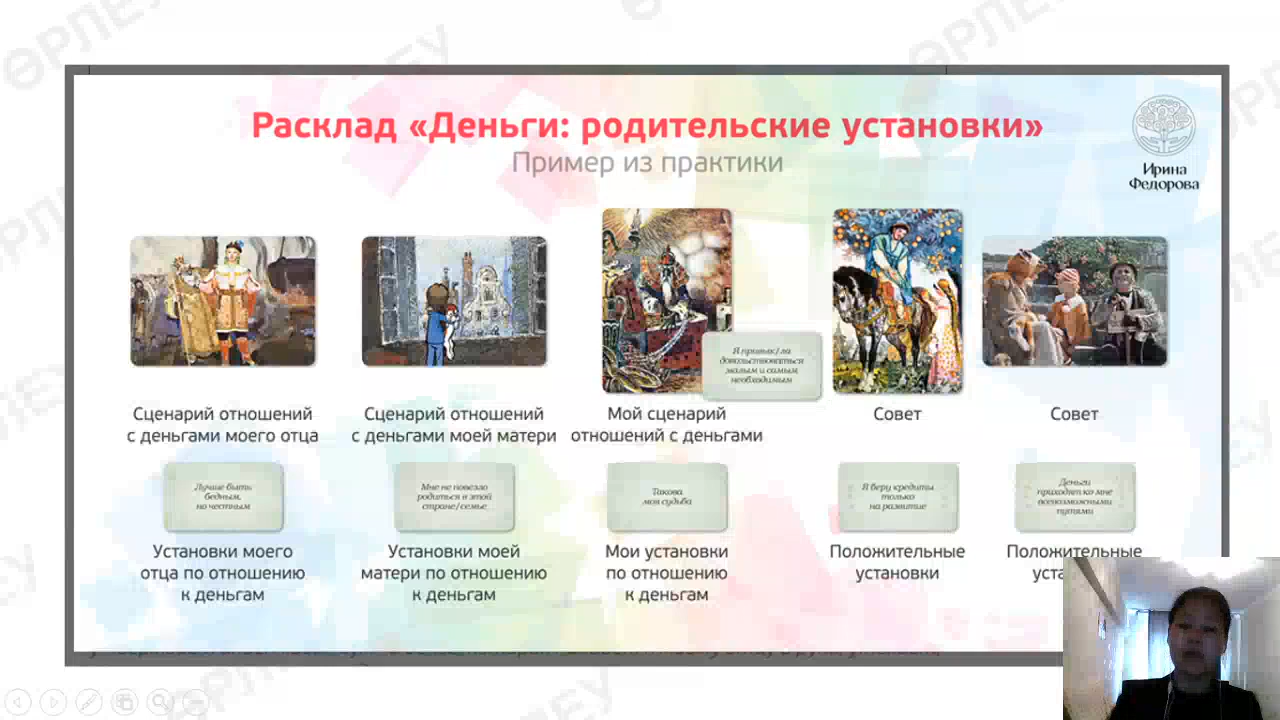 Расклад «Деньги: родительские установки»
Пример из практики
Ирина
Федорова
Я привык/ла
довольствоваться
малым и самым
необходимым
Сценарий отношений
с деньгами моего отца
Сценарий отношений
с деньгами моей матери
Мой сценарий
отношений с деньгами
Совет
Совет
Лучше быть
бедным,
но честным
Мне не повезло
родиться в этой
стране/семье
Такова
моя судьба
Я беру кредиты
только
на развитие
Деньги
приходят ко мне
всевозможными
путями
Установки моего
отца по отношению
к деньгам
Установки моей
матери по отношению
к деньгам
Мои установки
по отношению
к деньгам
Положительные
установки
Положительные